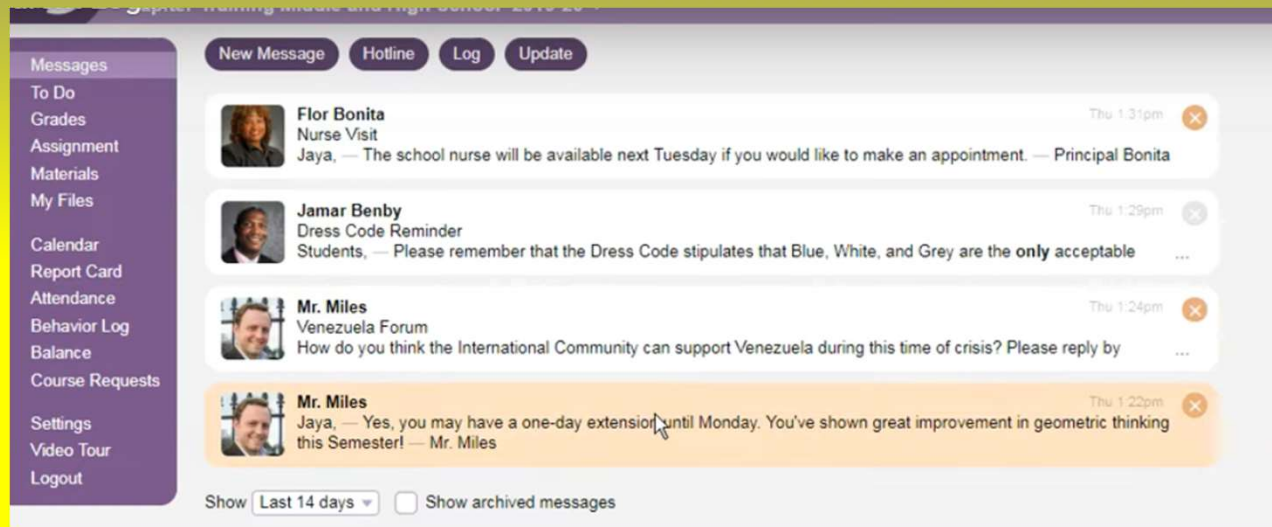 Training Middle and High School 2019-20
Messages
To Do
Grades
Assignment
Materials
My Files
Calendar
Report Card
Attendance
Behavior Log
Balance
Course Requests
Settings
Video Tour
Logout
New Message Hotline Log Update
Flor Bonita Thu 1:31pm
Nurse Visit
Jaya, — The school nurse will be available next Tuesday if you would like to make an appointment. — Principal Bonita
Jamar Benby Thu 1:29pm
Dress Code Reminder
Students, — Please remember that the Dress Code stipulates that Blue, White, and Grey are the only acceptable ...
Mr. Miles Thu 1:24pm
Venezuela Forum
How do you think the International Community can support Venezuela during this time of crisis? Please reply by ...
Mr. Miles Thu 1:22pm
Jaya, — Yes, you may have a one-day extension until Monday. You've shown great improvement in geometric thinking
this Semester! — Mr. Miles
Show Last 14 days Show archived messages